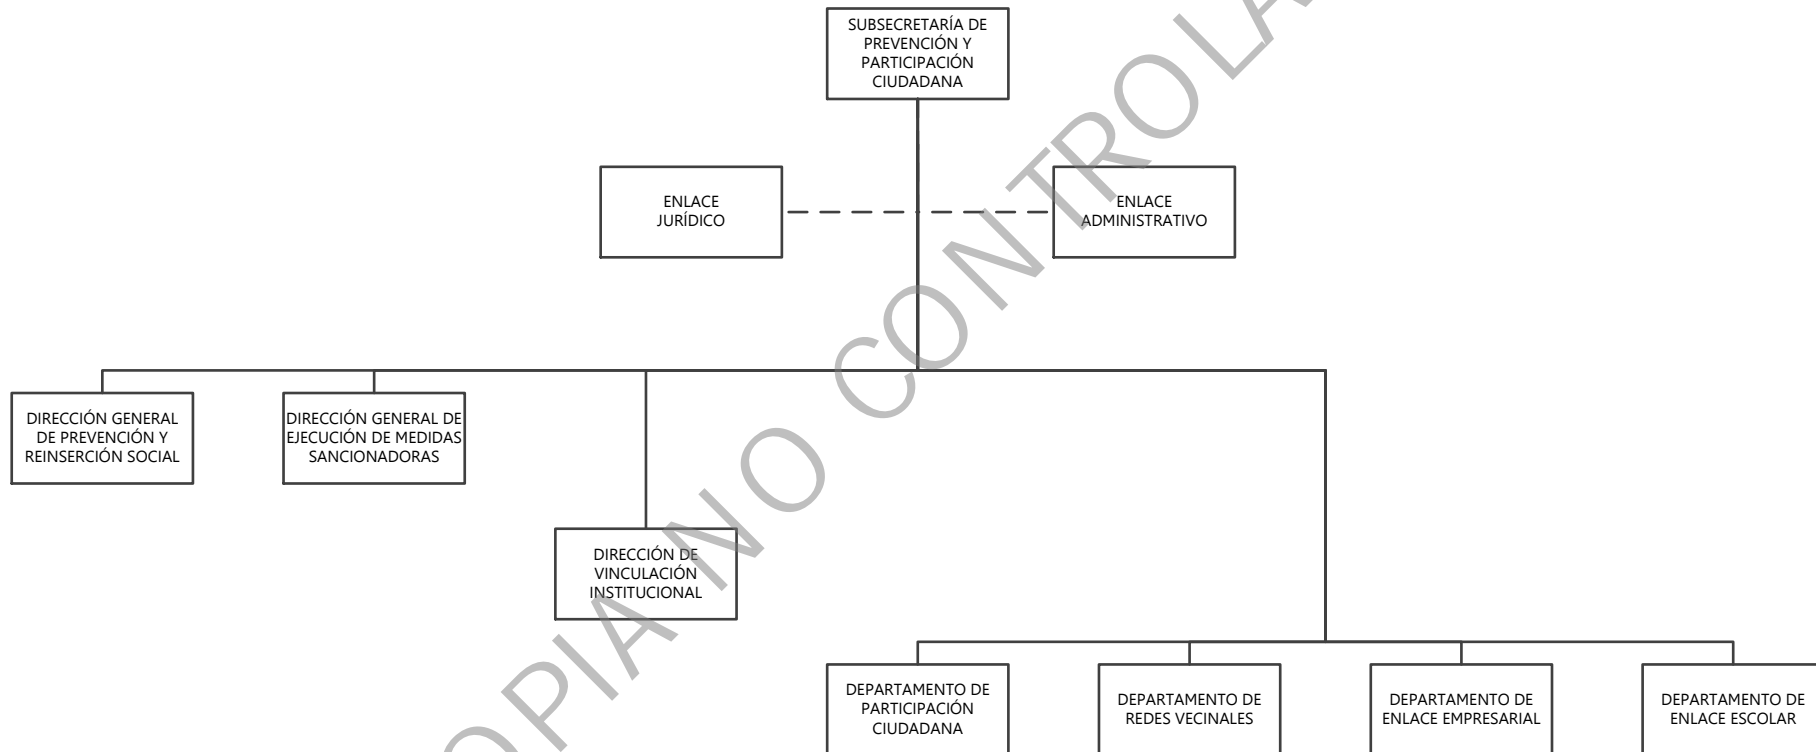 SUBSECRETARÍA DE
PREVENCIÓN Y
PARTICIPACIÓN
CIUDADANA
ENLACE
JURÍDICO
ENLACE
ADMINISTRATIVO
DIRECCIÓN GENERAL
DE PREVENCIÓN Y
REINSERCIÓN SOCIAL
DIRECCIÓN GENERAL DE
EJECUCIÓN DE MEDIDAS
SANCIONADORAS
DIRECCIÓN DE
VINCULACIÓN
INSTITUCIONAL
DEPARTAMENTO DE
PARTICIPACIÓN
CIUDADANA
DEPARTAMENTO DE
REDES VECINALES
DEPARTAMENTO DE
ENLACE EMPRESARIAL
DEPARTAMENTO DE
ENLACE ESCOLAR
OPIA NO CONTROLA